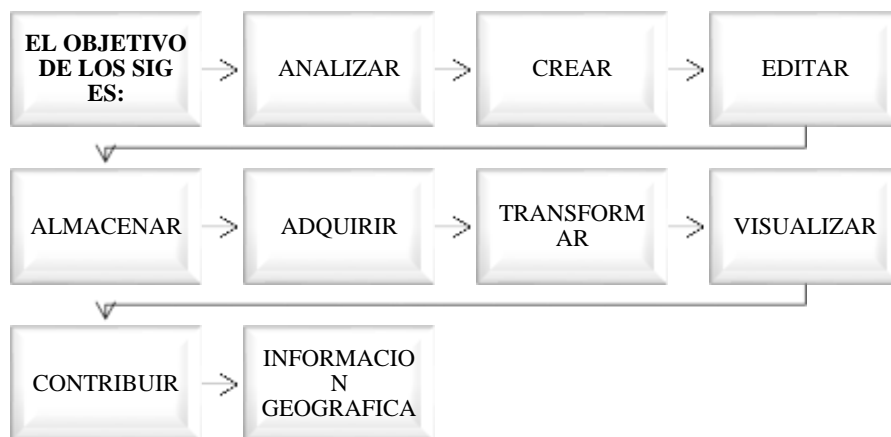 EL OBJETIVO
DE LOS SIG
ES:
ANALIZAR
CREAR
EDITAR
ALMACENAR
ADQUIRIR
TRANSFORM
AR
VISUALIZAR
CONTRIBUIR
INFORMACIO
N
GEOGRAFICA